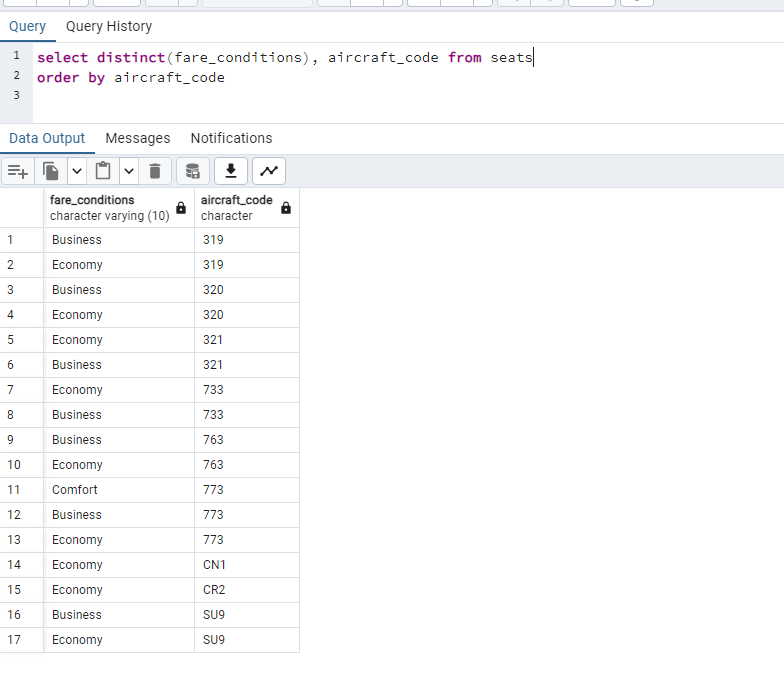 Query Query History
1 select distinct(fare_conditions), aircraft_code from seats
2 order by aircraft_code
3
Data Output Messages Notifications
fare_conditions aircraft_code
character varying (10) character
1 Business 319
2 Economy 319
3 Business 320
4 Economy 320
5 Economy 321
6 Business 321
7 Economy 733
8 Business 733
9 Business 763
10 Economy 763
11 Comfort 773
12 Business 773
13 Economy 773
14 Economy CN1
15 Economy CR2
16 Business SU9
17 Economy SU9